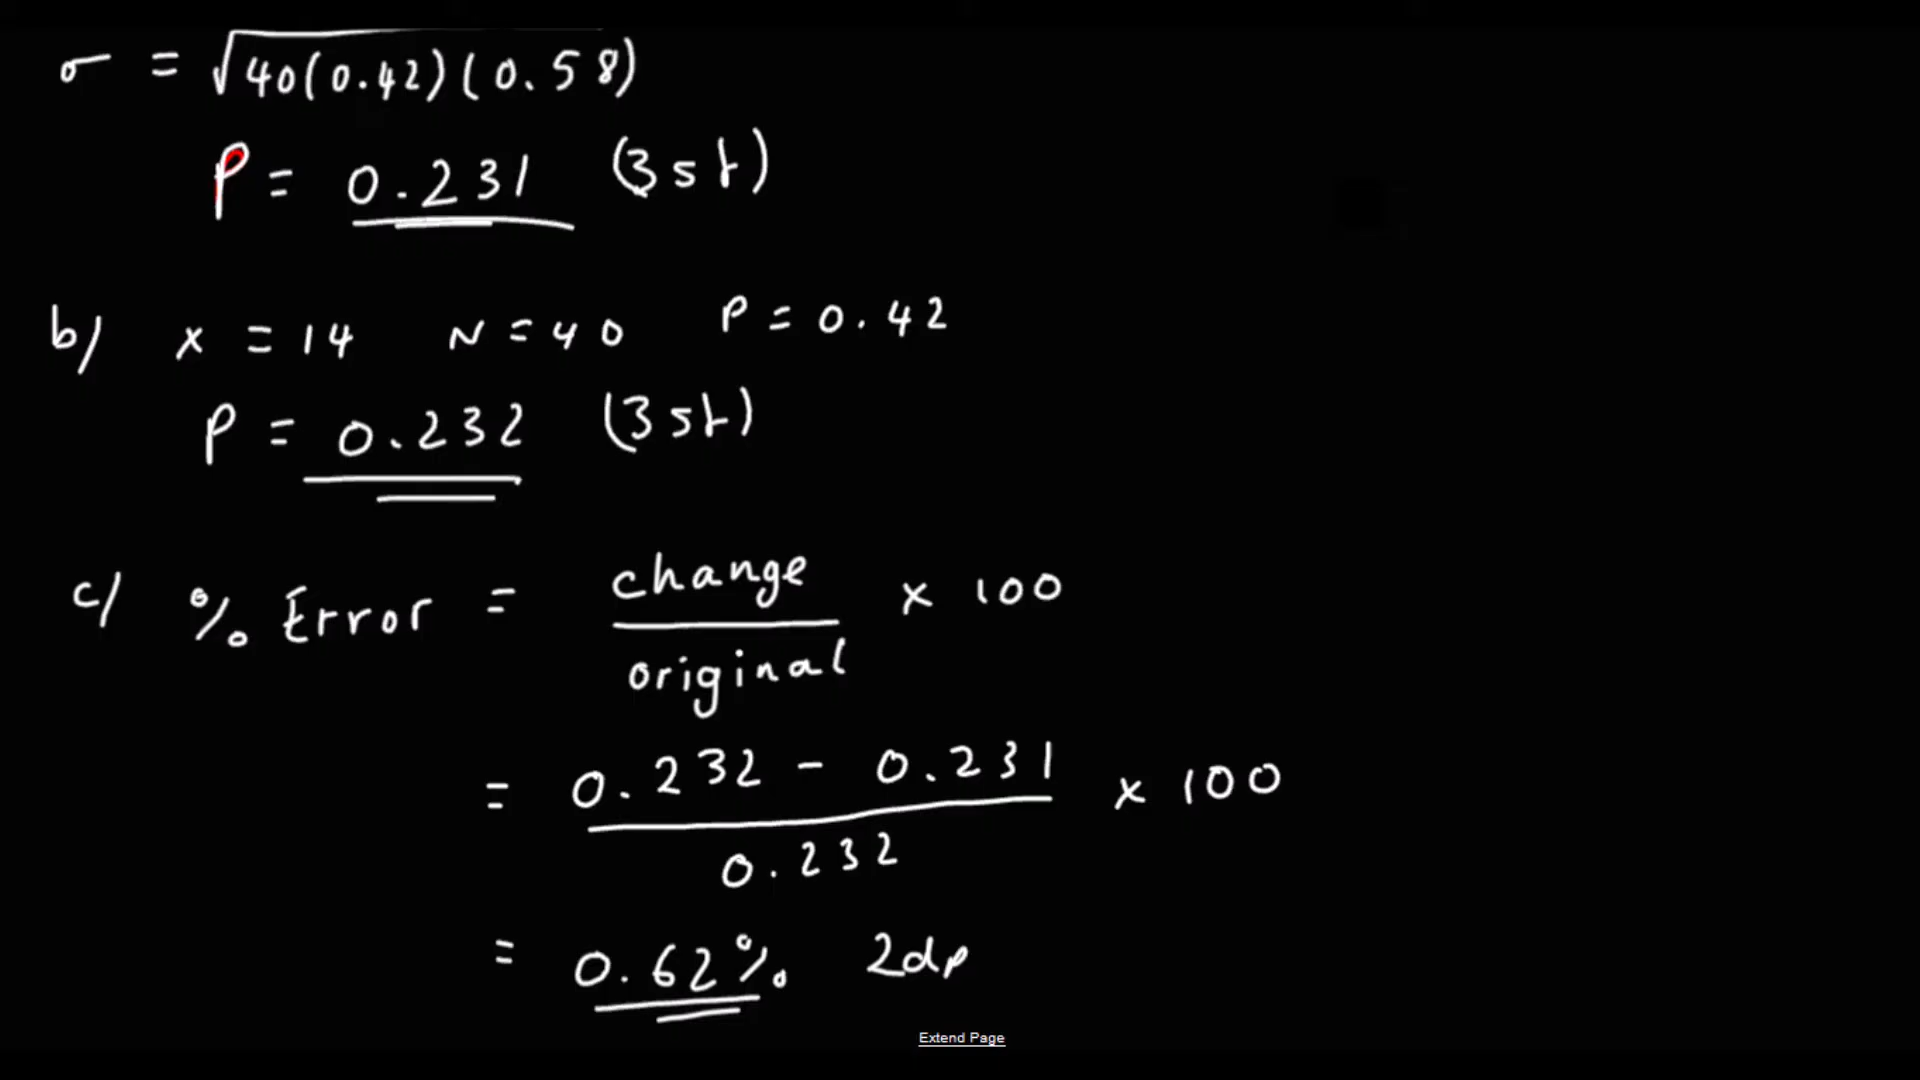 σ = √40(0.42)(0.58)
P = 0.231 (3sf)
b) x = 14 N = 40 P = 0.42
P = 0.232 (3sf)
c) % Error = change/original × 100
= 0.232 - 0.231/0.232 × 100
= 0.62% 2dp
Extend Page